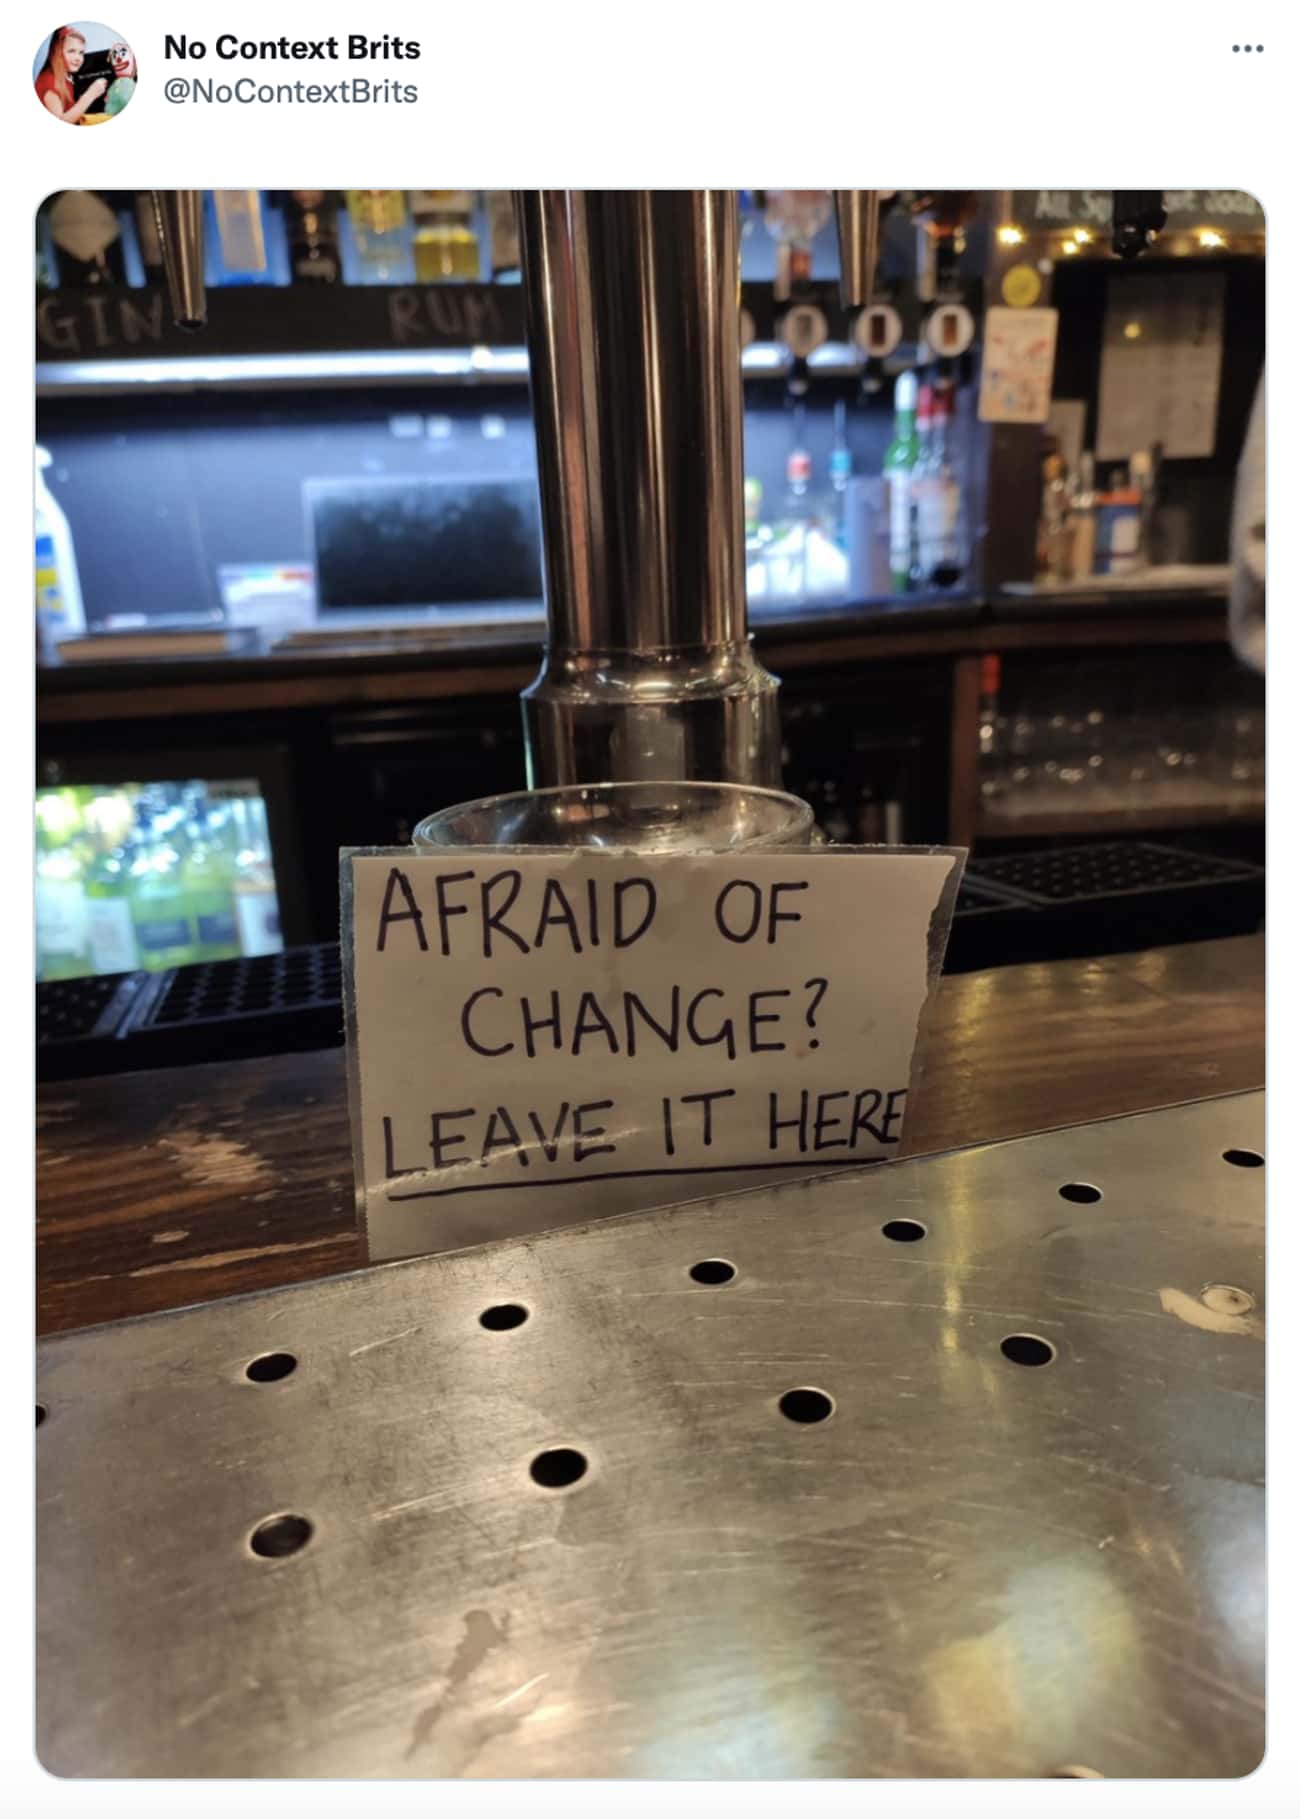 No Context Brits
@NoContextBrits
GIN
RUM
AFRAID OF
CHANGE?
LEAVE IT HERE